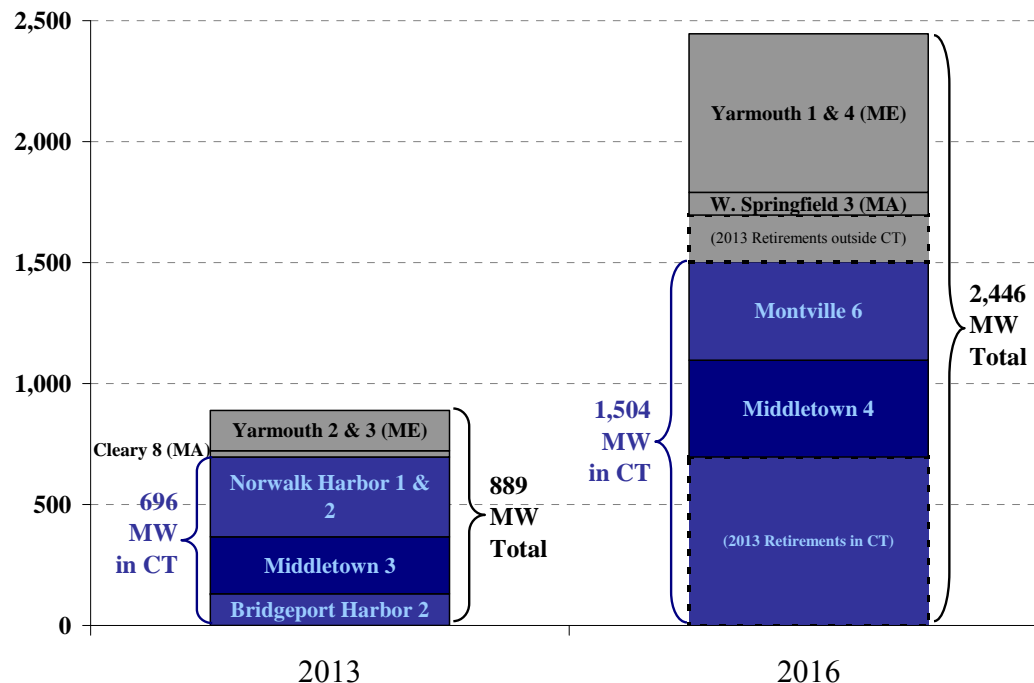 2,500
2,000
1,500
1,000
500
0
Yarmouth 2 & 3 (ME)
Cleary 8 (MA)
Norwalk Harbor 1 &
2
Middletown 3
Bridgeport Harbor 2
696
MW
in CT
889
MW
Total
Yarmouth 1 & 4 (ME)
W. Springfield 3 (MA)
(2013 Retirements outside CT)
Montville 6
Middletown 4
(2013 Retirements in CT)
1,504
MW
in CT
2,446
MW
Total
2013
2016